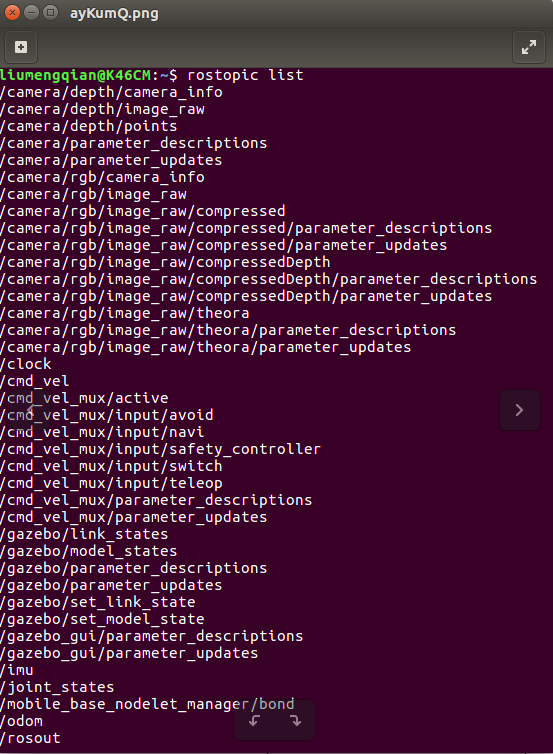 ayKumQ.png
liumengqian@K46CM:~$ rostopic list
/camera/depth/camera_info
/camera/depth/image_raw
/camera/depth/points
/camera/parameter_descriptions
/camera/parameter_updates
/camera/rgb/camera_info
/camera/rgb/image_raw
/camera/rgb/image_raw/compressed
/camera/rgb/image_raw/compressed/parameter_descriptions
/camera/rgb/image_raw/compressed/parameter_updates
/camera/rgb/image_raw/compressedDepth
/camera/rgb/image_raw/compressedDepth/parameter_descriptions
/camera/rgb/image_raw/compressedDepth/parameter_updates
/camera/rgb/image_raw/theora
/camera/rgb/image_raw/theora/parameter_descriptions
/camera/rgb/image_raw/theora/parameter_updates
/clock
/cmd_vel
/cmd_vel_mux/active
/cmd_vel_mux/input/avoid
/cmd_vel_mux/input/navi
/cmd_vel_mux/input/safety_controller
/cmd_vel_mux/input/switch
/cmd_vel_mux/input/teleop
/cmd_vel_mux/parameter_descriptions
/cmd_vel_mux/parameter_updates
/gazebo/link_states
/gazebo/model_states
/gazebo/parameter_descriptions
/gazebo/parameter_updates
/gazebo/set_link_state
/gazebo/set_model_state
/gazebo_gui/parameter_descriptions
/gazebo_gui/parameter_updates
/imu
/joint_states
/mobile_base_nodelet_manager/bond
/odom
/rosout